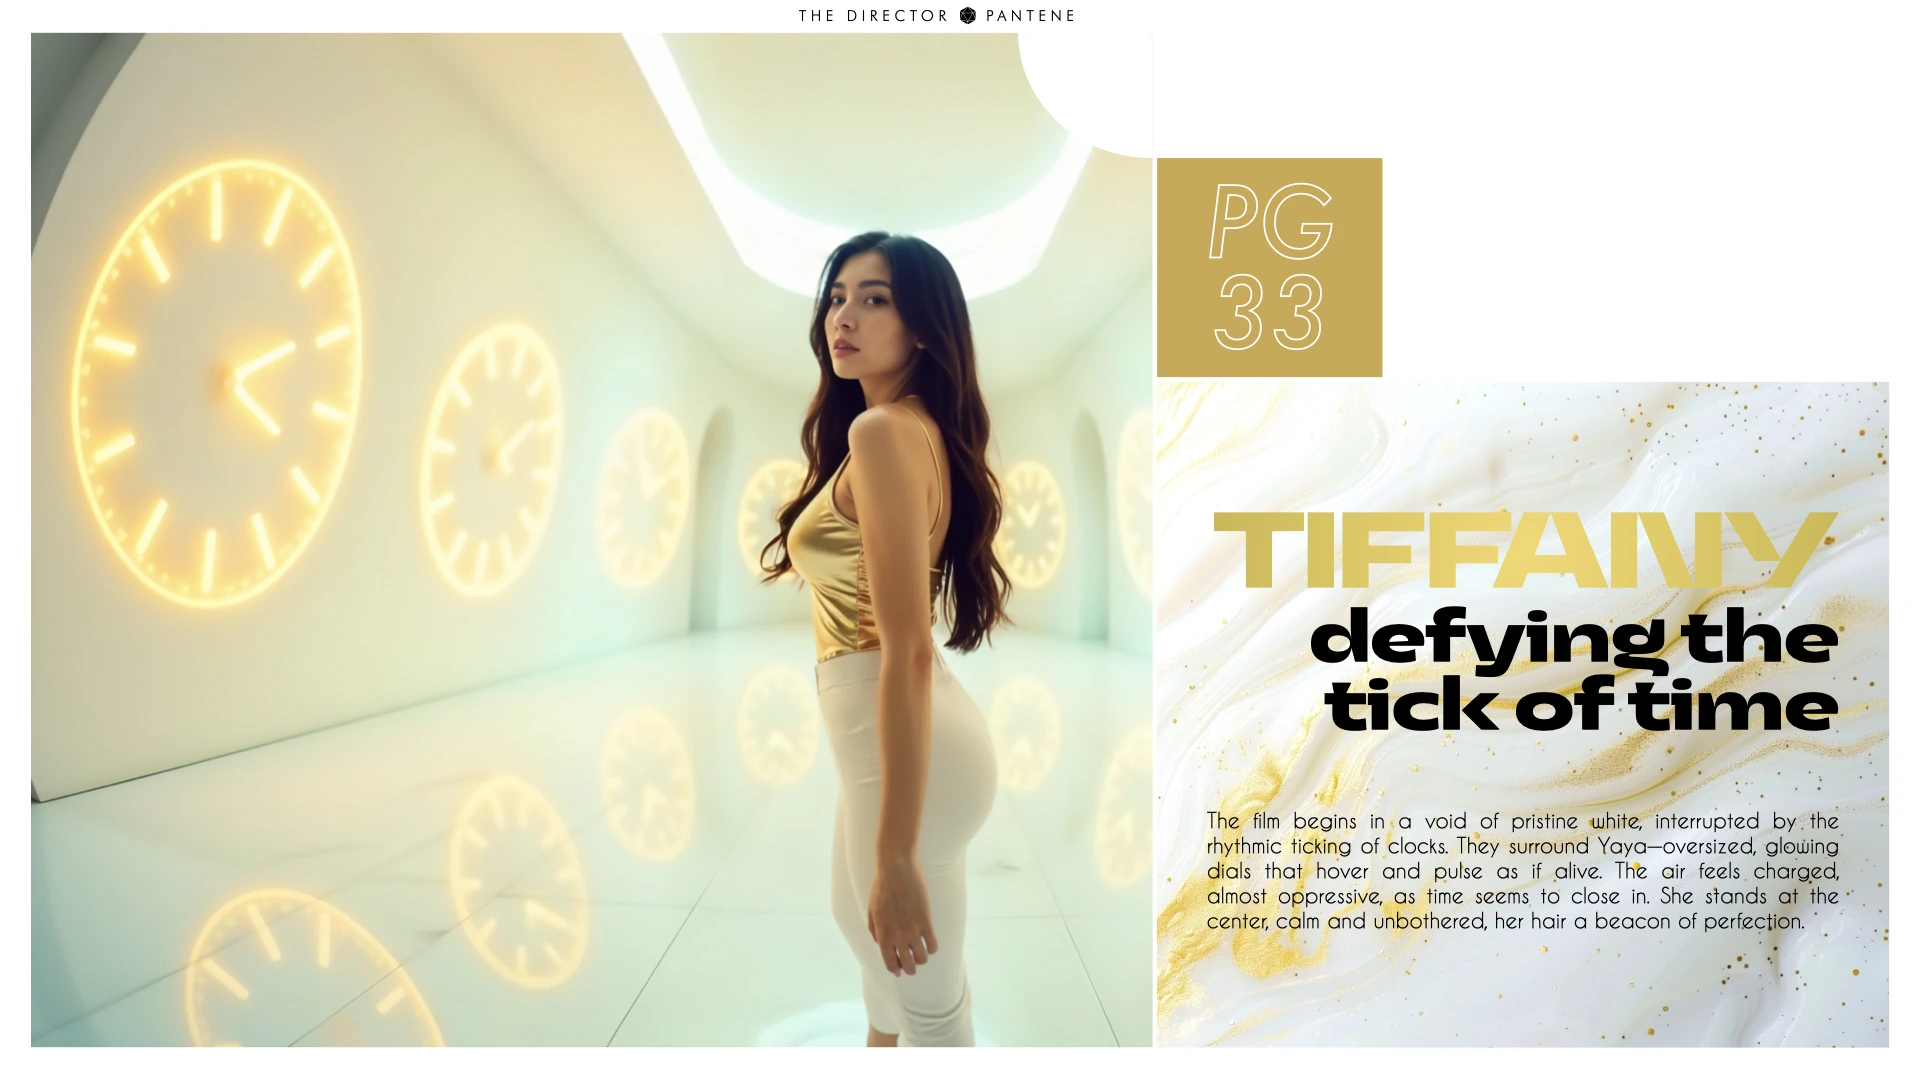 THE DIRECTOR PANTENE
PG
33
TIFFANY
defying the
tick of time
The film begins in a void of pristine white, interrupted by the
rhythmic ticking of clocks. They surround Yaya—oversized, glowing
dials that hover and pulse as if alive. The air feels charged,
almost oppressive, as time seems to close in. She stands at the
center, calm and unbothered, her hair a beacon of perfection.